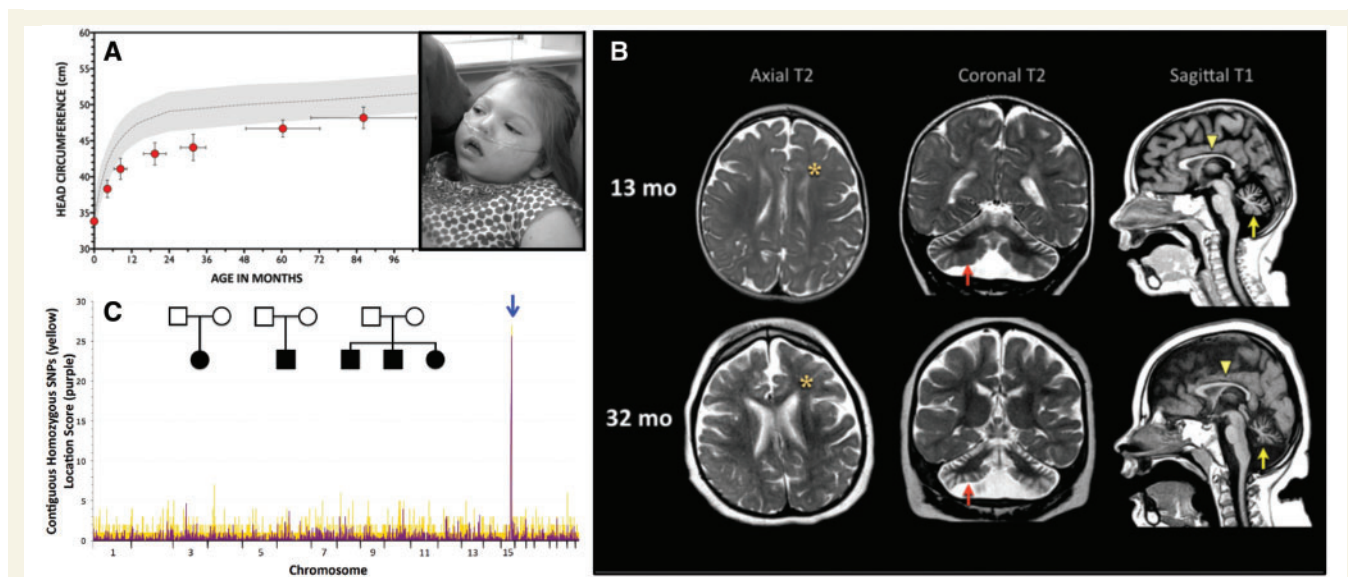 A
HEAD CIRCUMFERENCE (cm)
60
55
50
45
40
35
30
0 12 24 36 48 60 72 84 96
AGE IN MONTHS
B
Axial T2 Coronal T2 Sagittal T1
13 mo
*
32 mo
*
C
Contiguous Homozygous SNPs (yellow)
Location Score (purple)
30
25
20
15
10
5
0
1 3 5 7 9 11 13 15
Chromosome